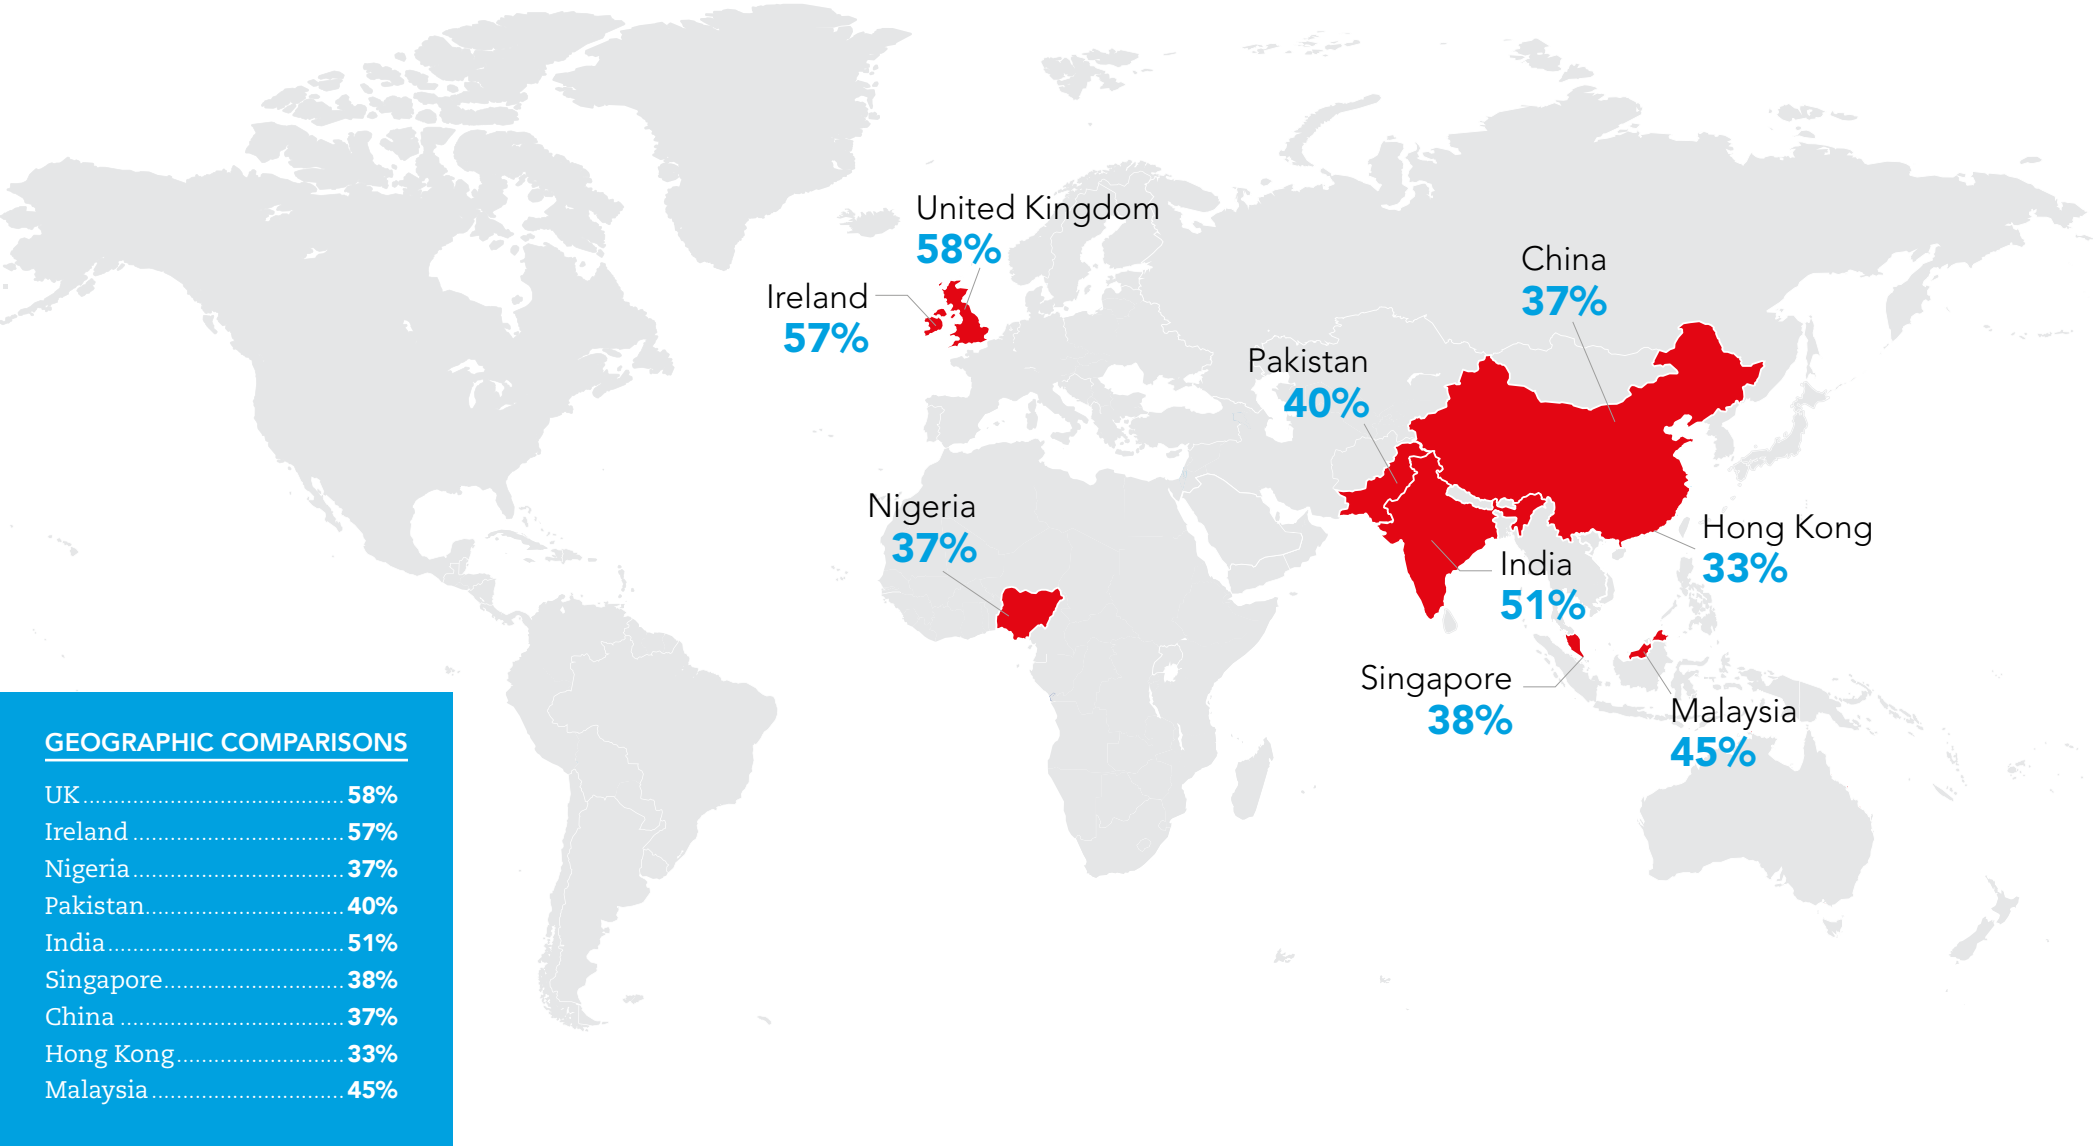 United Kingdom
58%
Ireland
57%
China
37%
Pakistan
40%
Nigeria
37%
Hong Kong
33%
India
51%
Singapore
38%
Malaysia
45%
GEOGRAPHIC COMPARISONS
UK 58%
Ireland 57%
Nigeria 37%
Pakistan 40%
India 51%
Singapore 38%
China 37%
Hong Kong 33%
Malaysia 45%